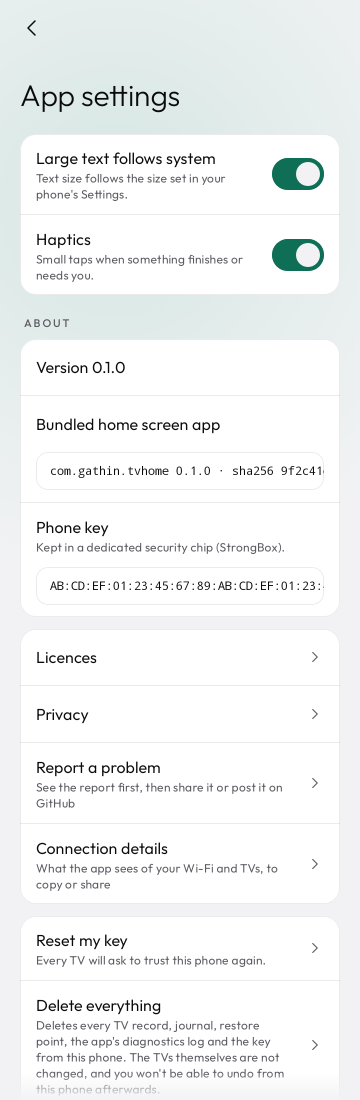 App settings
Large text follows system
Text size follows the size set in your
phone's Settings.
Haptics
Small taps when something finishes or
needs you.
ABOUT
Version 0.1.0
Bundled home screen app
com.gathin.tvhome 0.1.0 · sha256 9f2c41
Phone key
Kept in a dedicated security chip (StrongBox).
AB:CD:EF:01:23:45:67:89:AB:CD:EF:01:23:
Licences
Privacy
Report a problem
See the report first, then share it or post it on
GitHub
Connection details
What the app sees of your Wi-Fi and TVs, to
copy or share
Reset my key
Every TV will ask to trust this phone again.
Delete everything
Deletes every TV record, journal, restore
point, the app's diagnostics log and the key
from this phone. The TVs themselves are not
changed, and you won't be able to undo from
this phone afterwards.